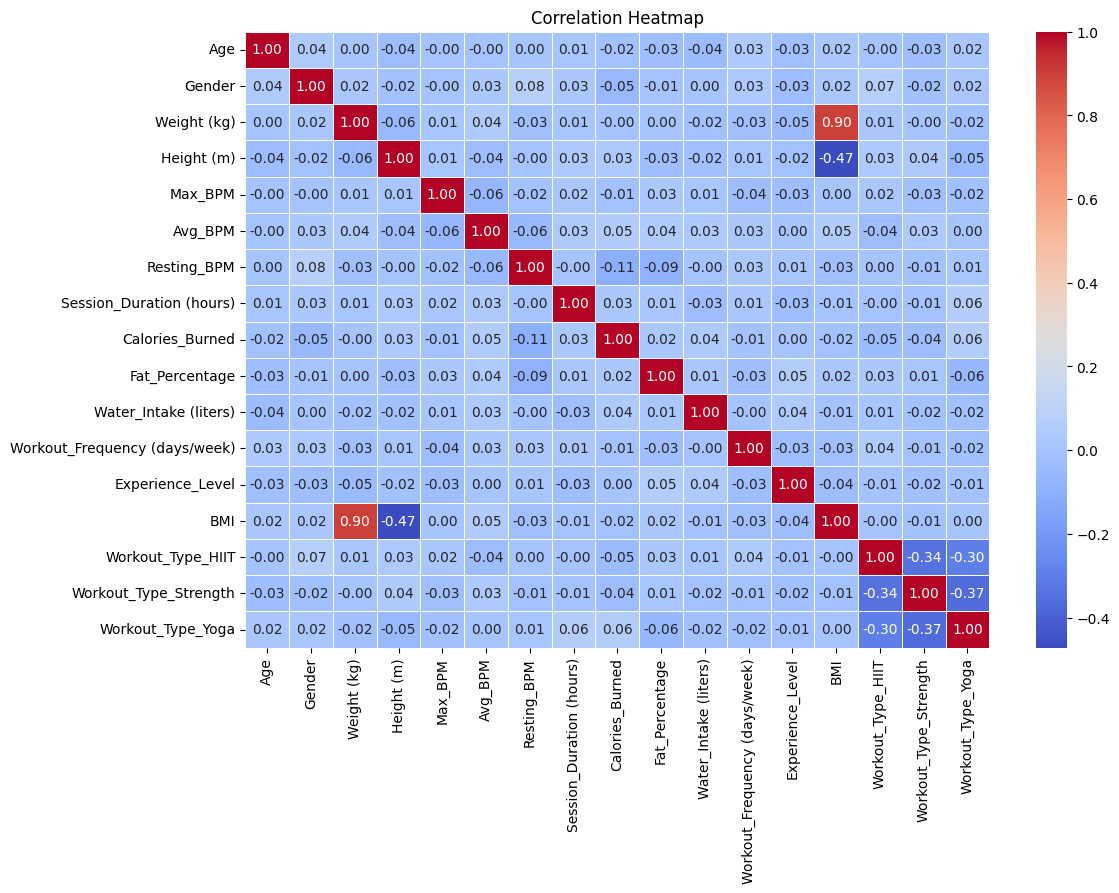 Correlation Heatmap
Age 1.00 0.04 0.00 -0.04 -0.00 -0.00 0.00 0.01 -0.02 -0.03 -0.04 0.03 -0.03 0.02 -0.00 -0.03 0.02
Gender 0.04 1.00 0.02 -0.02 -0.00 0.03 0.08 0.03 -0.05 -0.01 0.00 0.03 -0.03 0.02 0.07 -0.02 0.02
Weight (kg) 0.00 0.02 1.00 -0.06 0.01 0.04 -0.03 0.01 -0.00 0.00 -0.02 -0.03 -0.05 0.90 0.01 -0.00 -0.02
Height (m) -0.04 -0.02 -0.06 1.00 0.01 -0.04 -0.00 0.03 0.03 -0.03 -0.02 0.01 -0.02 -0.47 0.03 0.04 -0.05
Max_BPM -0.00 -0.00 0.01 0.01 1.00 -0.06 -0.02 0.02 -0.01 0.03 0.01 -0.04 -0.03 0.00 0.02 -0.03 -0.02
Avg_BPM -0.00 0.03 0.04 -0.04 -0.06 1.00 -0.06 0.03 0.05 0.04 0.03 0.03 0.00 0.05 -0.04 0.03 0.00
Resting_BPM 0.00 0.08 -0.03 -0.00 -0.02 -0.06 1.00 -0.00 -0.11 -0.09 -0.00 0.03 0.01 -0.03 0.00 -0.01 0.01
Session_Duration (hours) 0.01 0.03 0.01 0.03 0.02 0.03 -0.00 1.00 0.03 0.01 -0.03 0.01 -0.03 -0.01 -0.00 -0.01 0.06
Calories_Burned -0.02 -0.05 -0.00 0.03 -0.01 0.05 -0.11 0.03 1.00 0.02 0.04 -0.01 0.00 -0.02 -0.05 -0.04 0.06
Fat_Percentage -0.03 -0.01 0.00 -0.03 0.03 0.04 -0.09 0.01 0.02 1.00 0.01 -0.03 0.05 0.02 0.03 0.01 -0.06
Water_Intake (liters) -0.04 0.00 -0.02 -0.02 0.01 0.03 -0.00 -0.03 0.04 0.01 1.00 -0.00 0.04 -0.01 0.01 -0.02 -0.02
Workout_Frequency (days/week) 0.03 0.03 -0.03 0.01 -0.04 0.03 0.03 0.01 -0.01 -0.03 -0.00 1.00 -0.03 -0.03 0.04 -0.01 -0.02
Experience_Level -0.03 -0.03 -0.05 -0.02 -0.03 0.00 0.01 -0.03 0.00 0.05 0.04 -0.03 1.00 -0.04 -0.01 -0.02 -0.01
BMI 0.02 0.02 0.90 -0.47 0.00 0.05 -0.03 -0.01 -0.02 0.02 -0.01 -0.03 -0.04 1.00 -0.00 -0.01 0.00
Workout_Type_HIIT -0.00 0.07 0.01 0.03 0.02 -0.04 0.00 -0.00 -0.05 0.03 0.01 0.04 -0.01 -0.00 1.00 -0.34 -0.30
Workout_Type_Strength -0.03 -0.02 -0.00 0.04 -0.03 0.03 -0.01 -0.01 -0.04 0.01 -0.02 -0.01 -0.02 -0.01 -0.34 1.00 -0.37
Workout_Type_Yoga 0.02 0.02 -0.02 -0.05 -0.02 0.00 0.01 0.06 0.06 -0.06 -0.02 -0.02 -0.01 0.00 -0.30 -0.37 1.00
Age
Gender
Weight (kg)
Height (m)
Max_BPM
Avg_BPM
Resting_BPM
Session_Duration (hours)
Calories_Burned
Fat_Percentage
Water_Intake (liters)
Workout_Frequency (days/week)
Experience_Level
BMI
Workout_Type_HIIT
Workout_Type_Strength
Workout_Type_Yoga
1.0
0.8
0.6
0.4
0.2
0.0
−0.2
−0.4